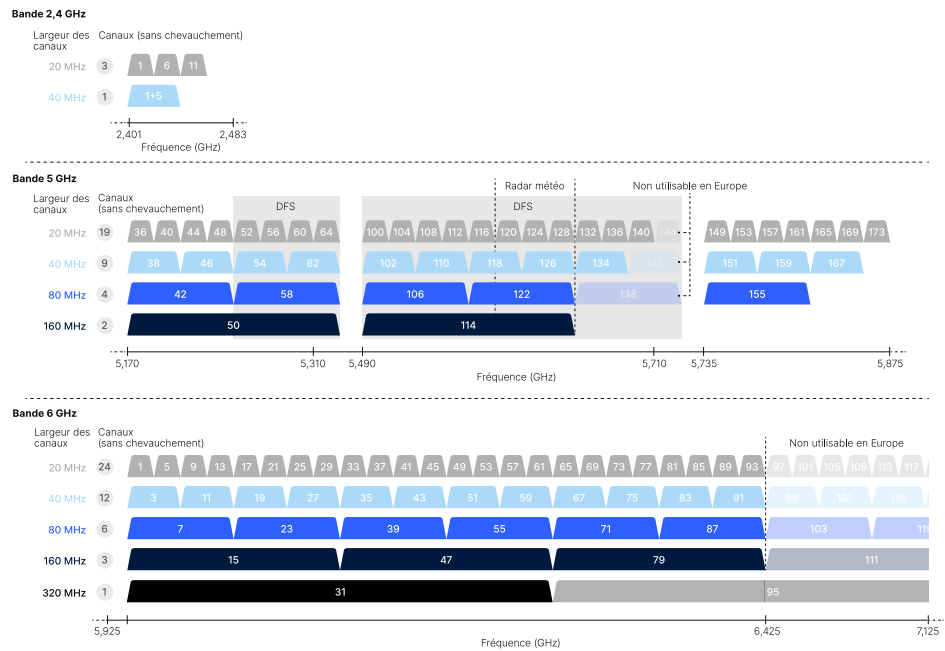 Bande 2,4 GHz
Largeur des canaux
Canaux (sans chevauchement)
20 MHz 3 1 6 11
40 MHz 1 1+5
2,401 2,483
Fréquence (GHz)
Bande 5 GHz
Radar météo
Non utilisable en Europe
Largeur des canaux
Canaux (sans chevauchement)
DFS DFS
20 MHz 19 36 40 44 48 52 56 60 64 100 104 108 112 116 120 124 128 132 136 140 144 149 153 157 161 165 169 173
40 MHz 9 38 46 54 62 102 110 118 126 134 142 151 159 167
80 MHz 4 42 58 106 122 138 155
160 MHz 2 50 114
5,170 5,310 5,490 5,710 5,735 5,875
Fréquence (GHz)
Bande 6 GHz
Largeur des canaux
Canaux (sans chevauchement)
Non utilisable en Europe
20 MHz 24 1 5 9 13 17 21 25 29 33 37 41 45 49 53 57 61 65 69 73 77 81 85 89 93 97 101 105 109 113 117
40 MHz 12 3 11 19 27 35 43 51 59 67 75 83 91 99 107 115
80 MHz 6 7 23 39 55 71 87 103 119
160 MHz 3 15 47 79 111
320 MHz 1 31 95
5,925 6,425 7,125
Fréquence (GHz)